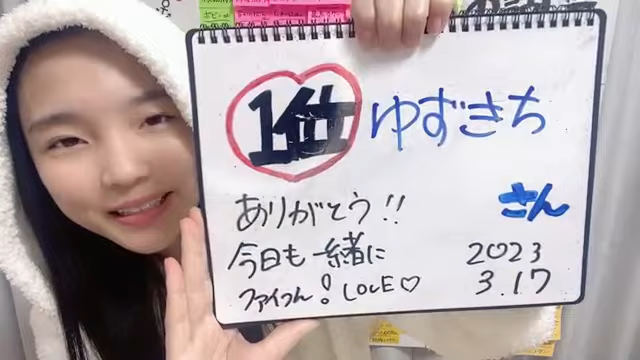 1位 ゆずきち
さん
ありがとう!!
今日も一緒に
ファイつん! LOVE♡
2023
3.17